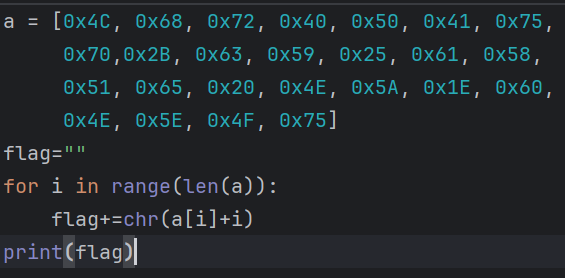 a = [0x4C, 0x68, 0x72, 0x40, 0x50, 0x41, 0x75,
0x70,0x2B, 0x63, 0x59, 0x25, 0x61, 0x58,
0x51, 0x65, 0x20, 0x4E, 0x5A, 0x1E, 0x60,
0x4E, 0x5E, 0x4F, 0x75]
flag=""
for i in range(len(a)):
    flag+=chr(a[i]+i)
print(flag)